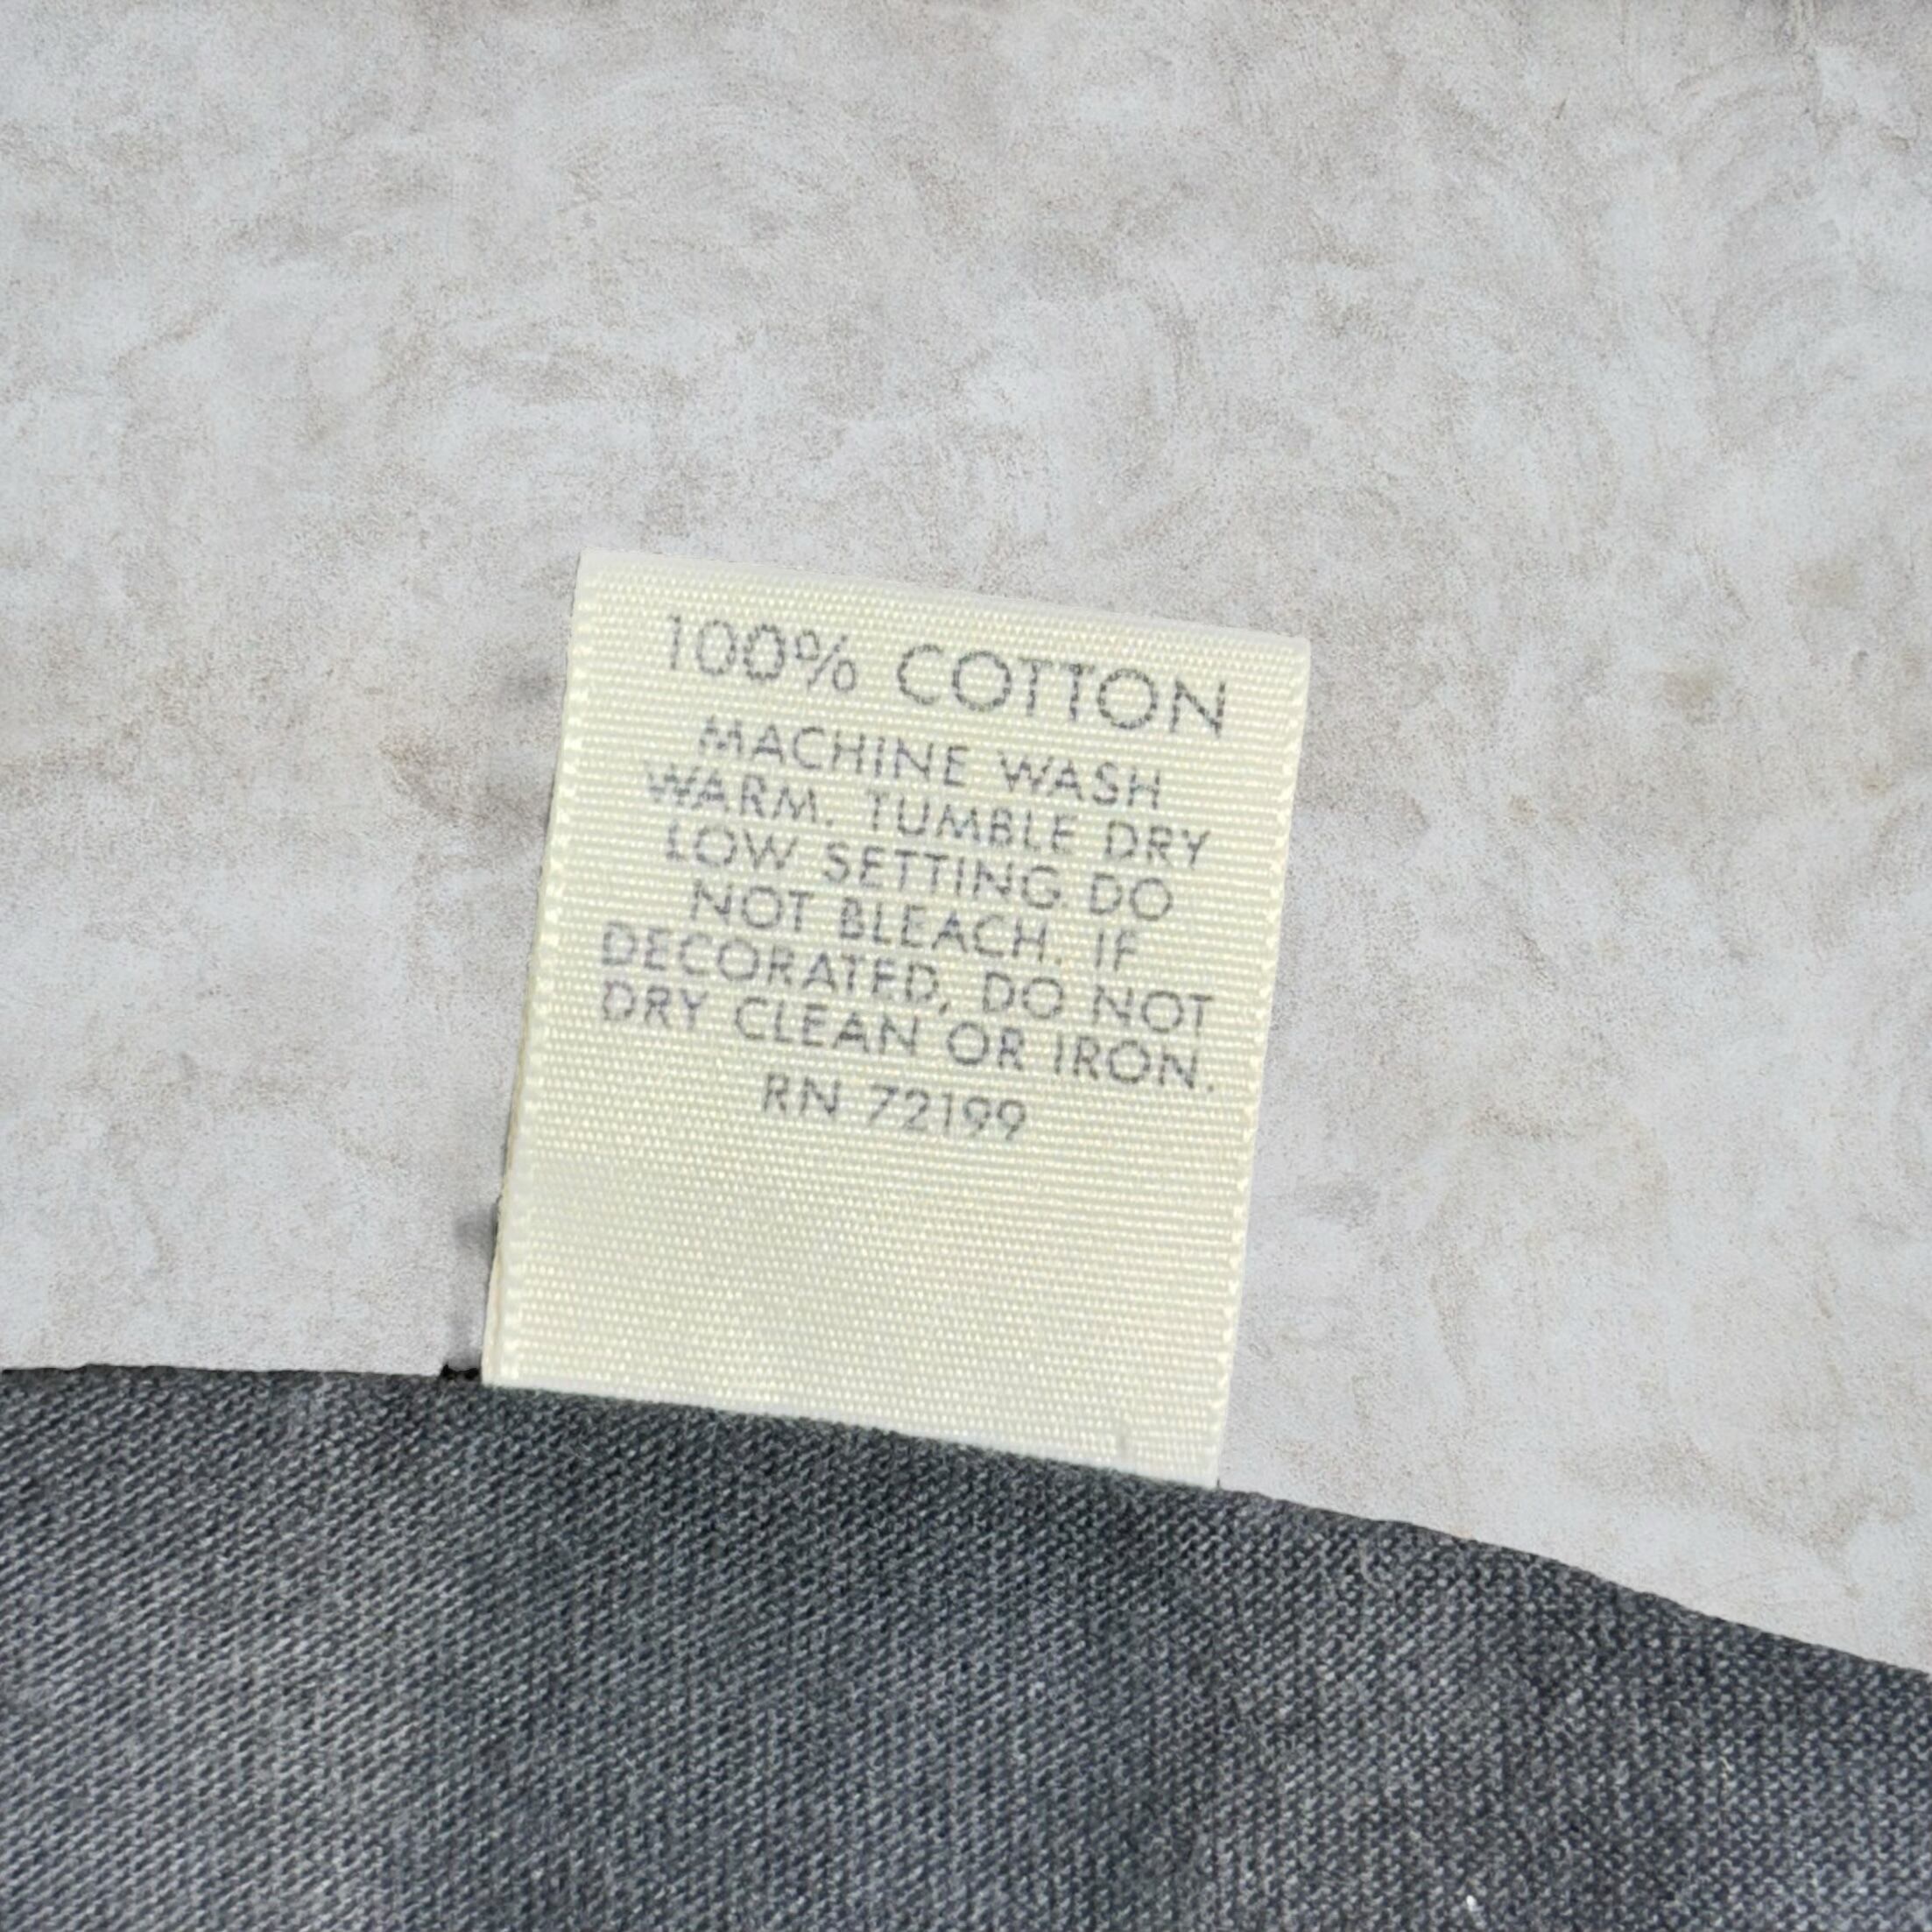 100% COTTON
MACHINE WASH
WARM. TUMBLE DRY
LOW SETTING DO
NOT BLEACH. IF
DECORATED, DO NOT
DRY CLEAN OR IRON.
RN 72199